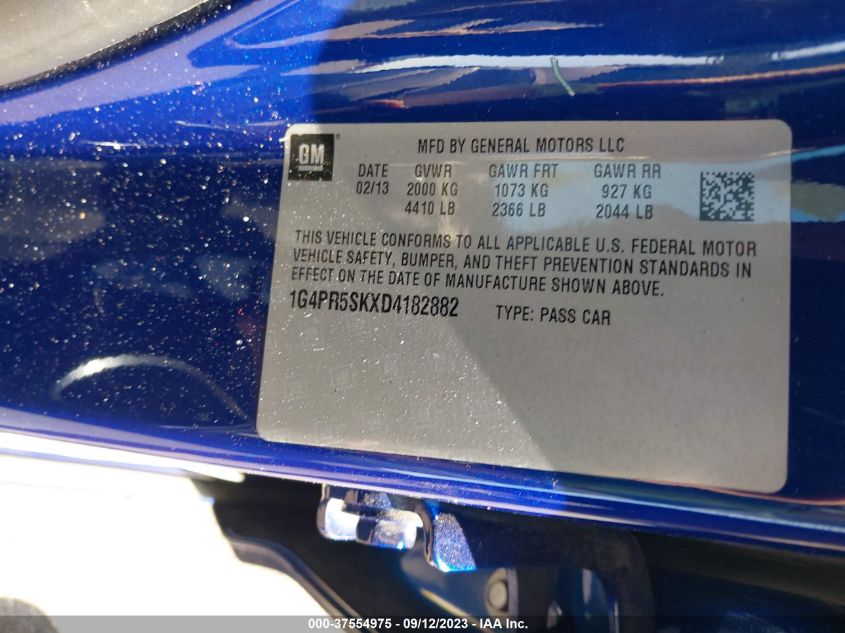 GM
MFD BY GENERAL MOTORS LLC
DATE GVWR GAWR FRT GAWR RR
02/13 2000 KG 1073 KG 927 KG
4410 LB 2366 LB 2044 LB
THIS VEHICLE CONFORMS TO ALL APPLICABLE U.S. FEDERAL MOTOR
VEHICLE SAFETY, BUMPER, AND THEFT PREVENTION STANDARDS IN
EFFECT ON THE DATE OF MANUFACTURE SHOWN ABOVE.
1G4PR5SKXD4182882 TYPE: PASS CAR
000-37554975 - 09/12/2023 - IAA Inc.